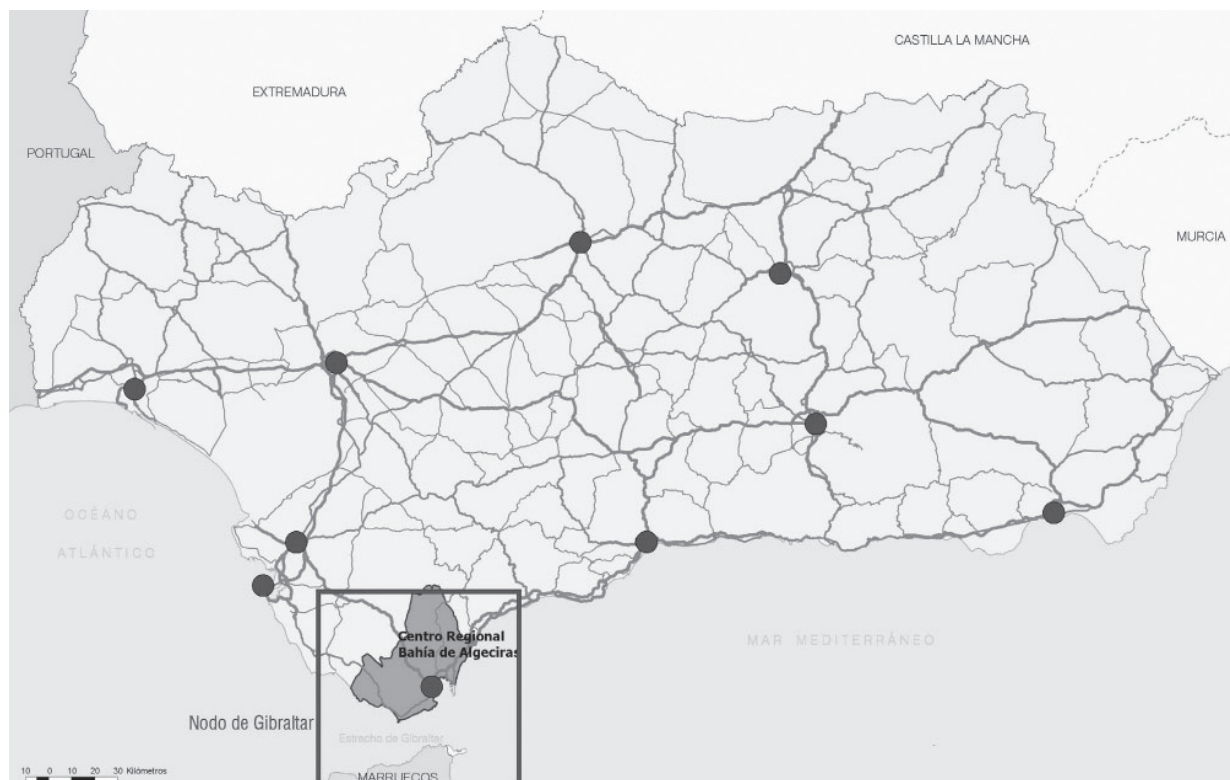 CASTILLA LA MANCHA
EXTREMADURA
PORTUGAL
MURCIA
OCÉANO
ATLÁNTICO
MAR MEDITERRÁNEO
Centro Regional
Bahía de Algeciras
Nodo de Gibraltar
Estrecho de Gibraltar
MARRUECOS
10 0 10 20 30 Kilómetros